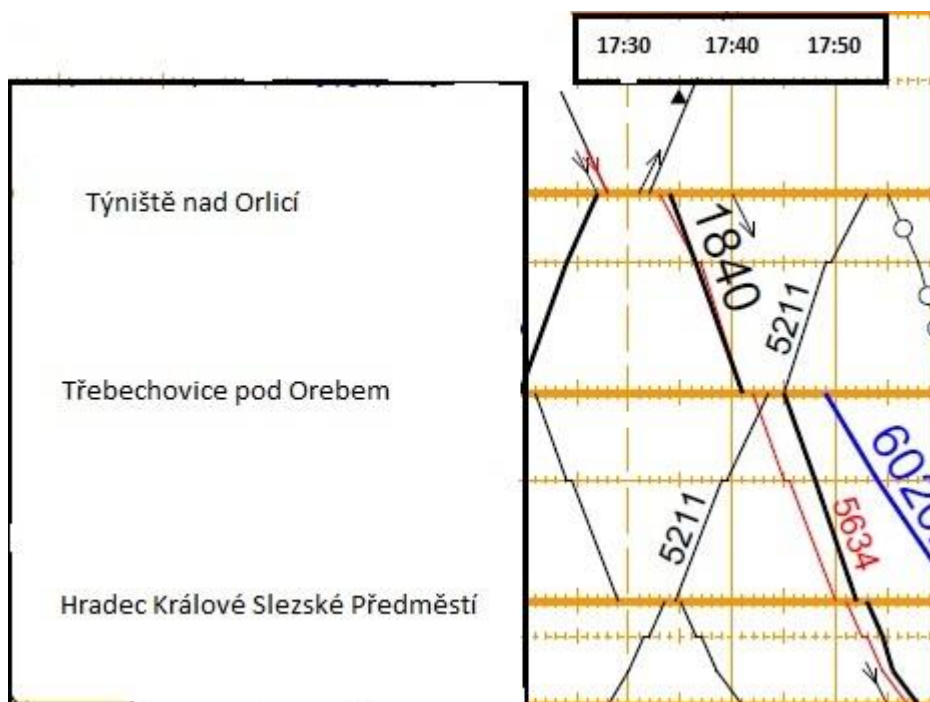 17:30 17:40 17:50
Týniště nad Orlicí
1840
5211
Třebechovice pod Orebem
5211
5634
Hradec Králové Slezské Předměstí